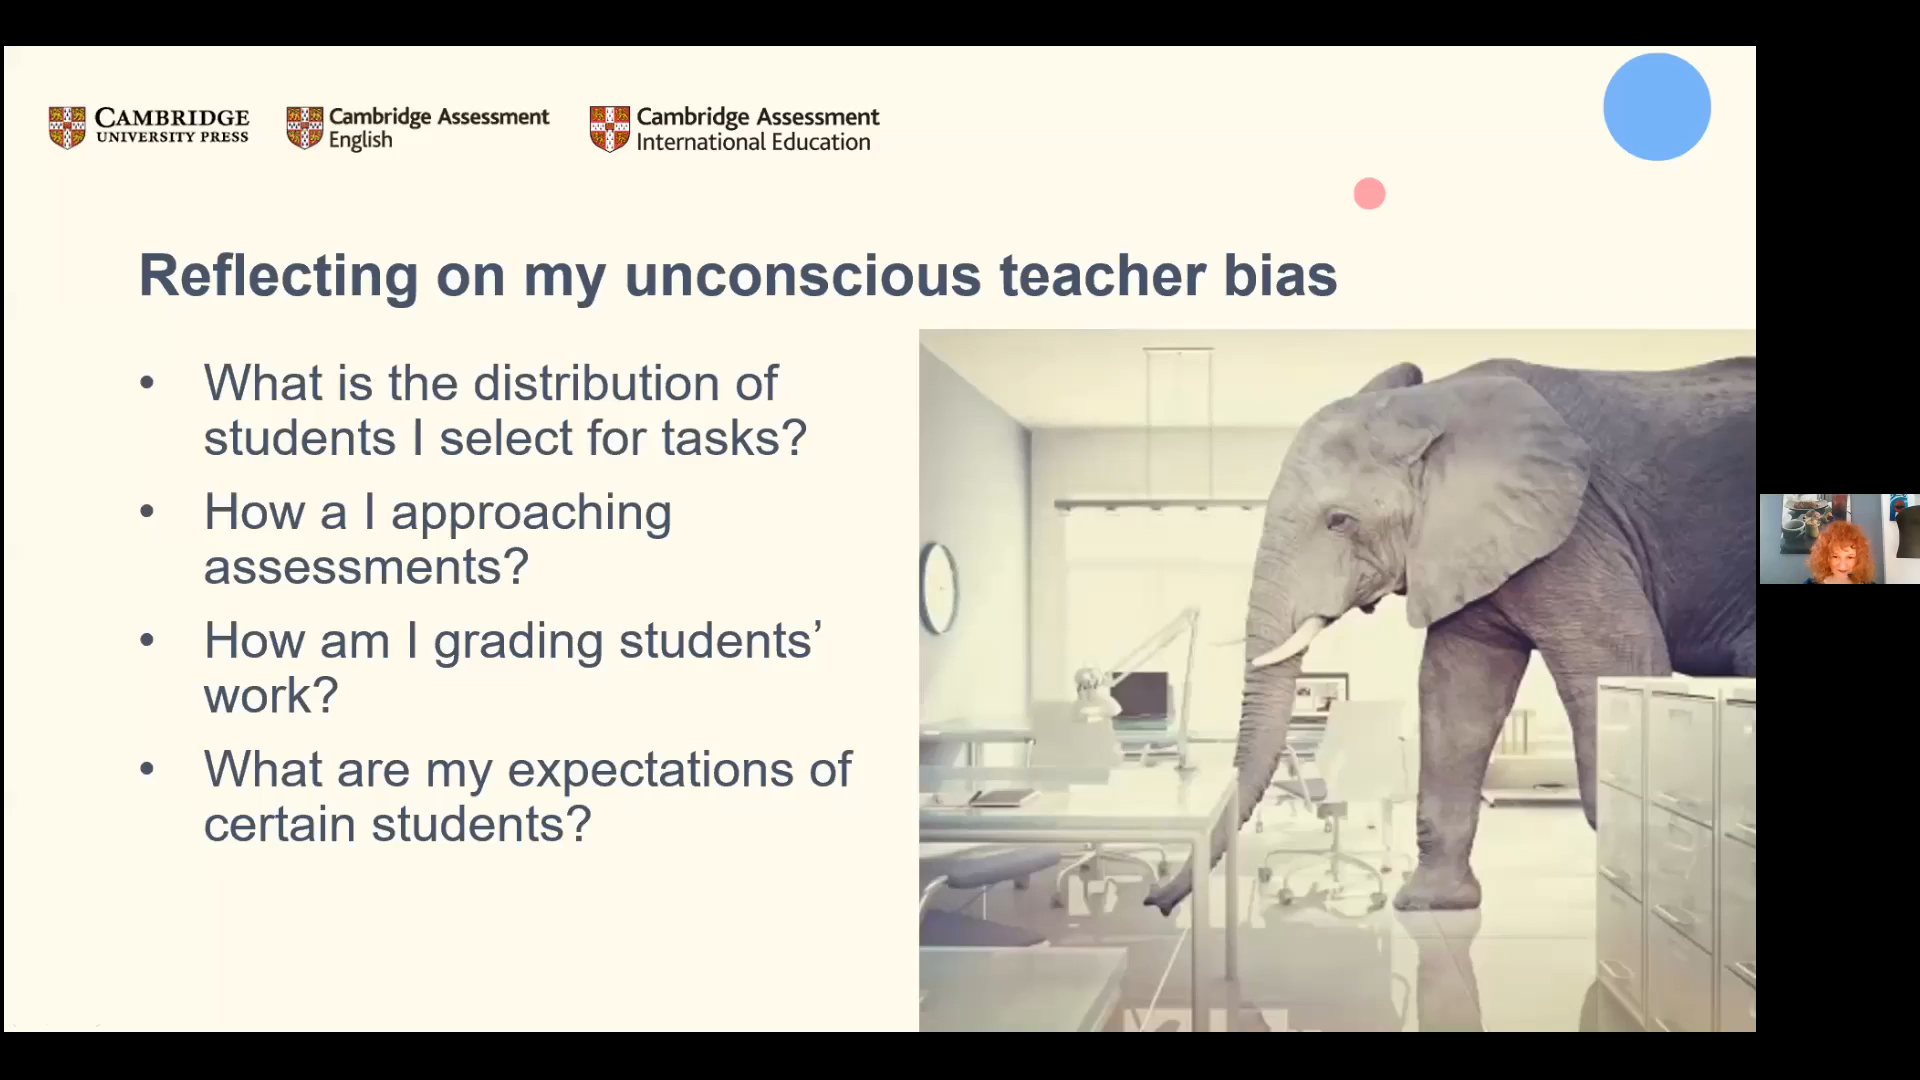 CAMBRIDGE
UNIVERSITY PRESS
Cambridge Assessment
English
Cambridge Assessment
International Education
Reflecting on my unconscious teacher bias
• What is the distribution of
students I select for tasks?
• How a I approaching
assessments?
• How am I grading students’
work?
• What are my expectations of
certain students?